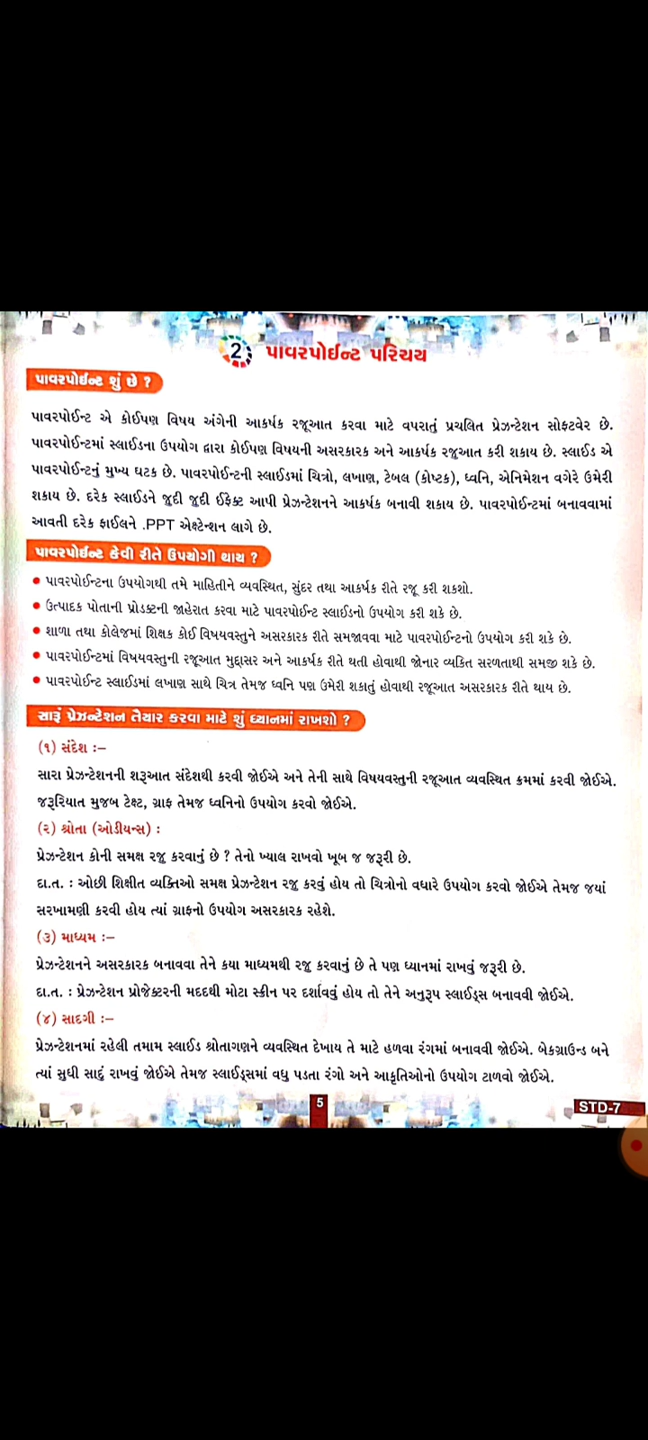 2 પાવરપોઈન્ટ પરિચય
પાવરપોઈન્ટ શું છે ?
પાવરપોઈન્ટ એ કોઈપણ વિષય અંગેની આકર્ષક રજૂઆત કરવા માટે વપરાતું પ્રચલિત પ્રેઝન્ટેશન સોફટવેર છે.
પાવરપોઈન્ટમાં સ્લાઈડના ઉપયોગ દ્વારા કોઈપણ વિષયની અસરકારક અને આકર્ષક રજૂઆત કરી શકાય છે. સ્લાઈડ એ
પાવરપોઈન્ટનું મુખ્ય ઘટક છે. પાવરપોઈન્ટની સ્લાઈડમાં ચિત્રો, લખાણ, ટેબલ (કોષ્ટક), ધ્વનિ, એનિમેશન વગેરે ઉમેરી
શકાય છે. દરેક સ્લાઈડને જુદી જુદી ઈફેક્ટ આપી પ્રેઝન્ટેશનને આકર્ષક બનાવી શકાય છે. પાવરપોઈન્ટમાં બનાવવામાં
આવતી દરેક ફાઈલને .PPT એક્ષ્ટેન્શન લાગે છે.
પાવરપોઈન્ટ કેવી રીતે ઉપયોગી થાય ?
• પાવરપોઈન્ટના ઉપયોગથી તમે માહિતીને વ્યવસ્થિત, સુંદર તથા આકર્ષક રીતે રજૂ કરી શકશો.
• ઉત્પાદક પોતાની પ્રોડક્ટની જાહેરાત કરવા માટે પાવરપોઈન્ટ સ્લાઈડનો ઉપયોગ કરી શકે છે.
• શાળા તથા કોલેજમાં શિક્ષક કોઈ વિષયવસ્તુને અસરકારક રીતે સમજાવવા માટે પાવરપોઈન્ટનો ઉપયોગ કરી શકે છે.
• પાવરપોઈન્ટમાં વિષયવસ્તુની રજૂઆત મુદ્દાસર અને આકર્ષક રીતે થતી હોવાથી જોનાર વ્યકિત સરળતાથી સમજી શકે છે.
• પાવરપોઈન્ટ સ્લાઈડમાં લખાણ સાથે ચિત્ર તેમજ ધ્વનિ પણ ઉમેરી શકાતું હોવાથી રજૂઆત અસરકારક રીતે થાય છે.
સારૂં પ્રેઝન્ટેશન તૈયાર કરવા માટે શું ધ્યાનમાં રાખશો ?
(૧) સંદેશ :–
સારા પ્રેઝન્ટેશનની શરૂઆત સંદેશથી કરવી જોઈએ અને તેની સાથે વિષયવસ્તુની રજૂઆત વ્યવસ્થિત ક્રમમાં કરવી જોઈએ.
જરૂરિયાત મુજબ ટેક્ષ્ટ, ગ્રાફ તેમજ ધ્વનિનો ઉપયોગ કરવો જોઈએ.
(૨) શ્રોતા (ઓડીયન્સ) :
પ્રેઝન્ટેશન કોની સમક્ષ રજુ કરવાનું છે ? તેનો ખ્યાલ રાખવો ખૂબ જ જરૂરી છે.
દા.ત. : ઓછી શિક્ષીત વ્યક્તિઓ સમક્ષ પ્રેઝન્ટેશન રજુ કરવું હોય તો ચિત્રોનો વધારે ઉપયોગ કરવો જોઈએ તેમજ જયાં
સરખામણી કરવી હોય ત્યાં ગ્રાફનો ઉપયોગ અસરકારક રહેશે.
(૩) માધ્યમ :–
પ્રેઝન્ટેશનને અસરકારક બનાવવા તેને કયા માધ્યમથી રજુ કરવાનું છે તે પણ ધ્યાનમાં રાખવું જરૂરી છે.
દા.ત. : પ્રેઝન્ટેશન પ્રોજેક્ટરની મદદથી મોટા સ્ક્રીન પર દર્શાવવું હોય તો તેને અનુરૂપ સ્લાઈડ્સ બનાવવી જોઈએ.
(૪) સાદગી :–
પ્રેઝન્ટેશનમાં રહેલી તમામ સ્લાઈડ શ્રોતાગણને વ્યવસ્થિત દેખાય તે માટે હળવા રંગમાં બનાવવી જોઈએ. બેકગ્રાઉન્ડ બને
ત્યાં સુધી સાદું રાખવું જોઈએ તેમજ સ્લાઈડ્સમાં વધુ પડતા રંગો અને આકૃતિઓનો ઉપયોગ ટાળવો જોઈએ.
5
STD-7